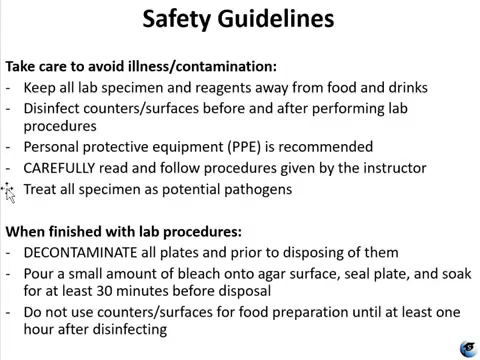 Safety Guidelines
Take care to avoid illness/contamination:
- Keep all lab specimen and reagents away from food and drinks
- Disinfect counters/surfaces before and after performing lab
procedures
- Personal protective equipment (PPE) is recommended
- CAREFULLY read and follow procedures given by the instructor
- Treat all specimen as potential pathogens
When finished with lab procedures:
- DECONTAMINATE all plates and prior to disposing of them
- Pour a small amount of bleach onto agar surface, seal plate, and soak
for at least 30 minutes before disposal
- Do not use counters/surfaces for food preparation until at least one
hour after disinfecting